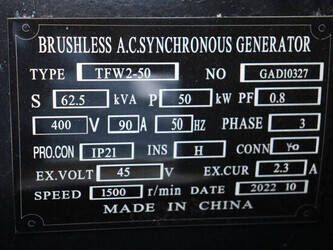 BRUSHLESS A.C.SYNCHRONOUS GENERATOR
TYPE TFW2-50 NO GADI0327
S 62.5 kVA P 50 kW PF 0.8
400 V 90 A 50 HZ PHASE 3
PRO.CON IP21 INS H CONN Yo
EX.VOLT 45 V EX.CUR 2.3 A
SPEED 1500 r/min DATE 2022 10
MADE IN CHINA